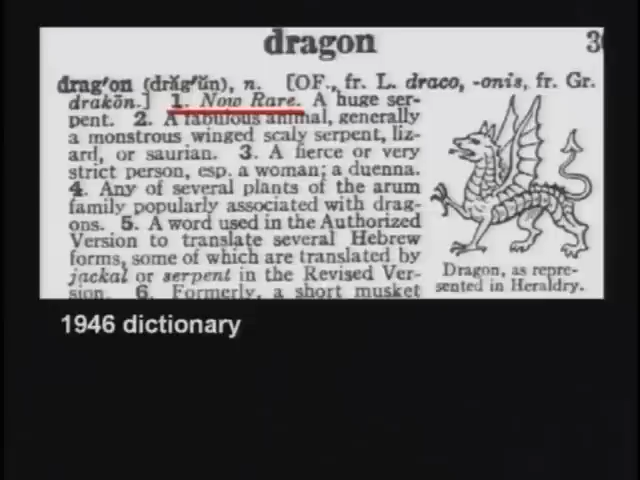 dragon 3
drag'on (drăg'ŭn), n. [OF., fr. L. draco, -onis, fr. Gr.
drakōn.] 1. Now Rare. A huge ser-
pent. 2. A fabulous animal, generally
a monstrous winged scaly serpent, liz-
ard, or saurian. 3. A fierce or very
strict person, esp. a woman; a duenna.
4. Any of several plants of the arum
family popularly associated with drag-
ons. 5. A word used in the Authorized
Version to translate several Hebrew
forms, some of which are translated by
jackal or serpent in the Revised Ver-
sion. 6. Formerly, a short musket
Dragon, as repre-
sented in Heraldry.
1946 dictionary